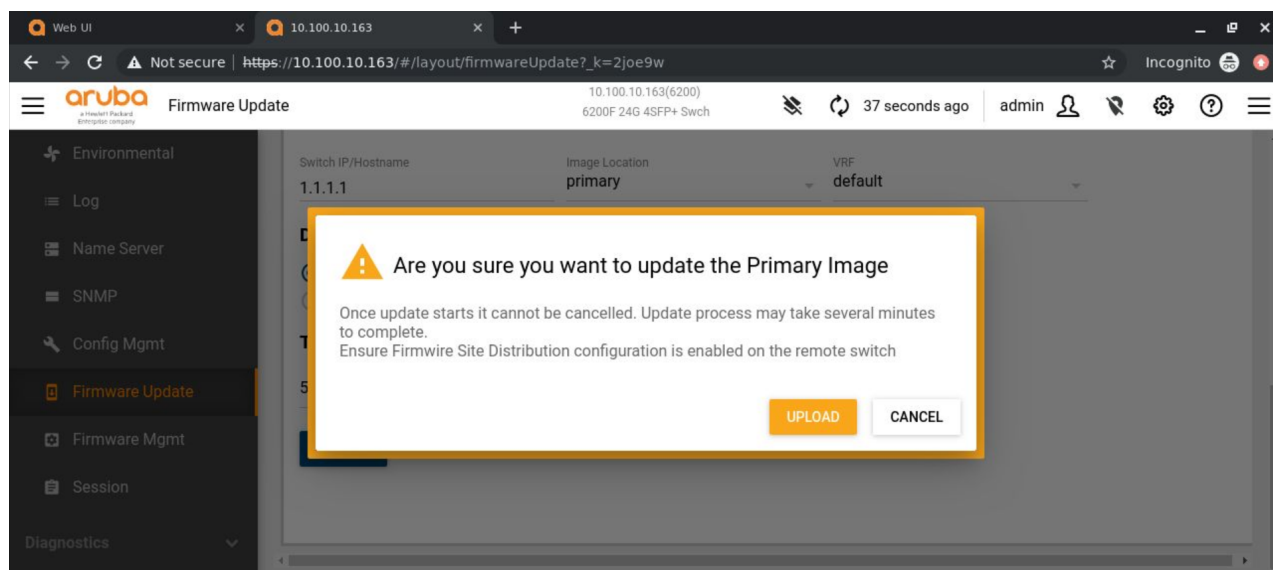 Web UI
10.100.10.163
Not secure
https://10.100.10.163/#/layout/firmwareUpdate?_k=2joe9w
Incognito
aruba
a Hewlett Packard
Enterprise company
Firmware Update
10.100.10.163(6200)
6200F 24G 4SFP+ Swch
37 seconds ago
admin
Environmental
Log
Name Server
SNMP
Config Mgmt
Firmware Update
Firmware Mgmt
Session
Diagnostics
Switch IP/Hostname
1.1.1.1
Image Location
primary
VRF
default
D
T
5
Are you sure you want to update the Primary Image
Once update starts it cannot be cancelled. Update process may take several minutes
to complete.
Ensure Firmwire Site Distribution configuration is enabled on the remote switch
UPLOAD
CANCEL